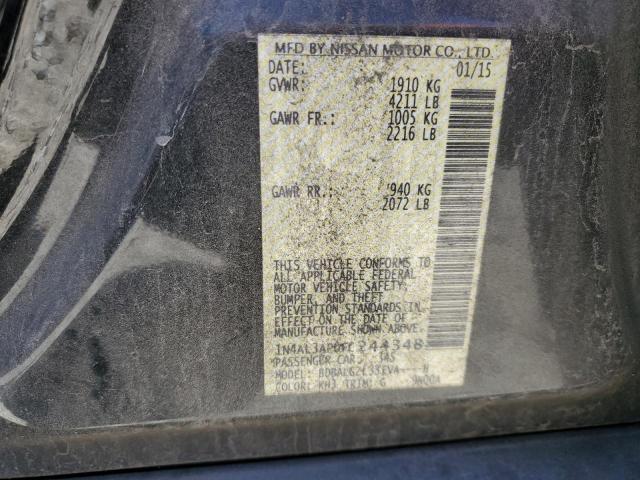 MFD BY NISSAN MOTOR CO., LTD.
DATE: 01/15
GVWR: 1910 KG
4211 LB
GAWR FR.: 1005 KG
2216 LB
GAWR RR.: 940 KG
2072 LB
THIS VEHICLE CONFORMS TO
ALL APPLICABLE FEDERAL
MOTOR VEHICLE SAFETY,
BUMPER, AND THEFT
PREVENTION STANDARDS IN
EFFECT ON THE DATE OF
MANUFACTURE SHOWN ABOVE.
PASSENGER CAR
MODEL:
COLOR: KH3 TRIM: G